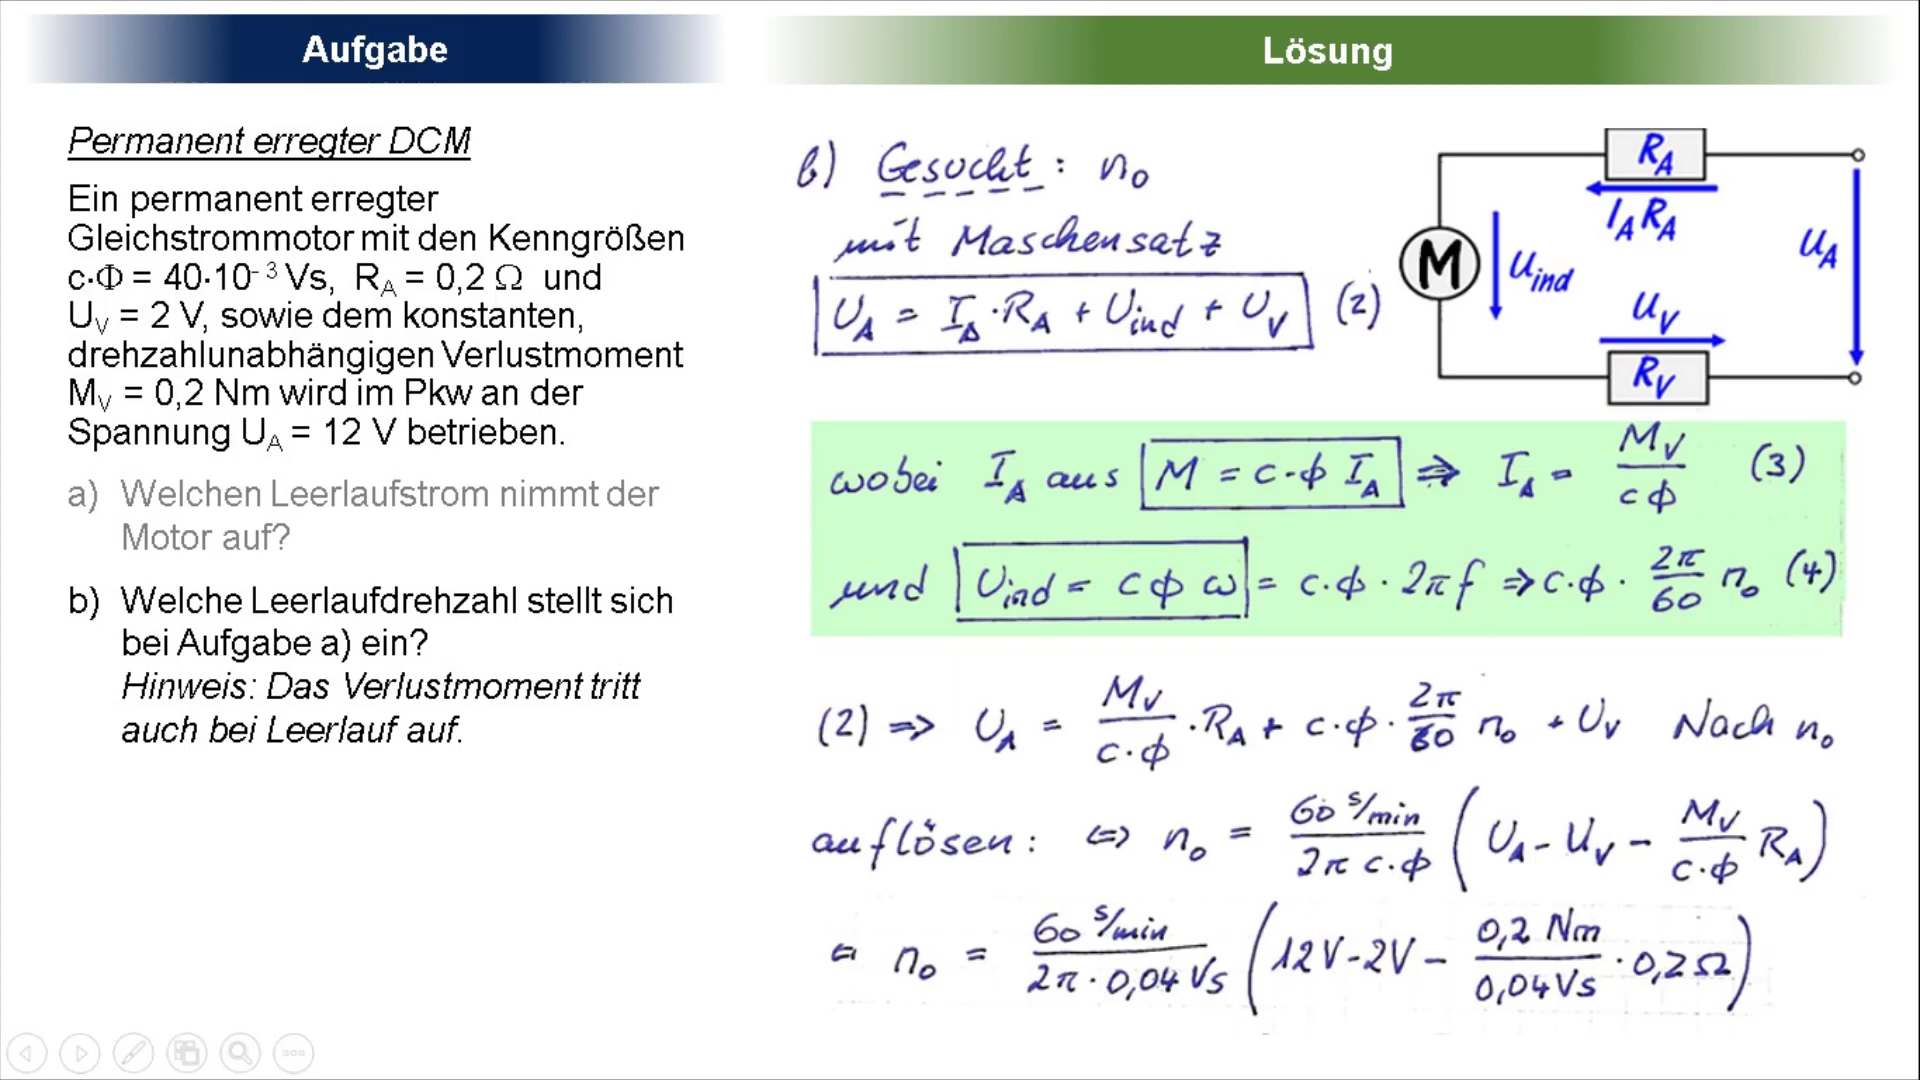 Aufgabe
Lösung
Permanent erregter DCM
Ein permanent erregter
Gleichstrommotor mit den Kenngrößen
c·Φ = 40·10⁻³ Vs, R_A = 0,2 Ω und
U_V = 2 V, sowie dem konstanten,
drehzahlunabhängigen Verlustmoment
M_V = 0,2 Nm wird im Pkw an der
Spannung U_A = 12 V betrieben.
a) Welchen Leerlaufstrom nimmt der
Motor auf?
b) Welche Leerlaufdrehzahl stellt sich
bei Aufgabe a) ein?
Hinweis: Das Verlustmoment tritt
auch bei Leerlauf auf.
b) Gesucht: n₀
mit Maschensatz
U_A = I_A · R_A + U_ind + U_V (2)
R_A
I_A R_A
M
U_ind
U_A
U_V
R_V
wobei I_A aus M = c·Φ I_A ⇒ I_A = M_V / cΦ (3)
und U_ind = cΦω = c·Φ·2πf ⇒ c·Φ · 2π/60 n₀ (4)
(2) ⇒ U_A = M_V / c·Φ · R_A + c·Φ · 2π/60 n₀ + U_V Nach n₀
auflösen: ⇔ n₀ = 60 s/min / 2π c·Φ (U_A - U_V - M_V / c·Φ R_A)
⇔ n₀ = 60 s/min / 2π · 0,04 Vs (12V - 2V - 0,2 Nm / 0,04 Vs · 0,2 Ω)